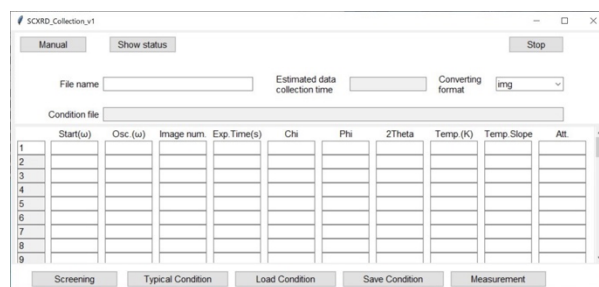 SCXRD_Collection_v1
Manual Show status Stop
File name Estimated data collection time Converting format img
Condition file
Start(ω) Osc.(ω) Image num. Exp.Time(s) Chi Phi 2Theta Temp.(K) Temp.Slope Att.
1
2
3
4
5
6
7
8
9
Screening Typical Condition Load Condition Save Condition Measurement